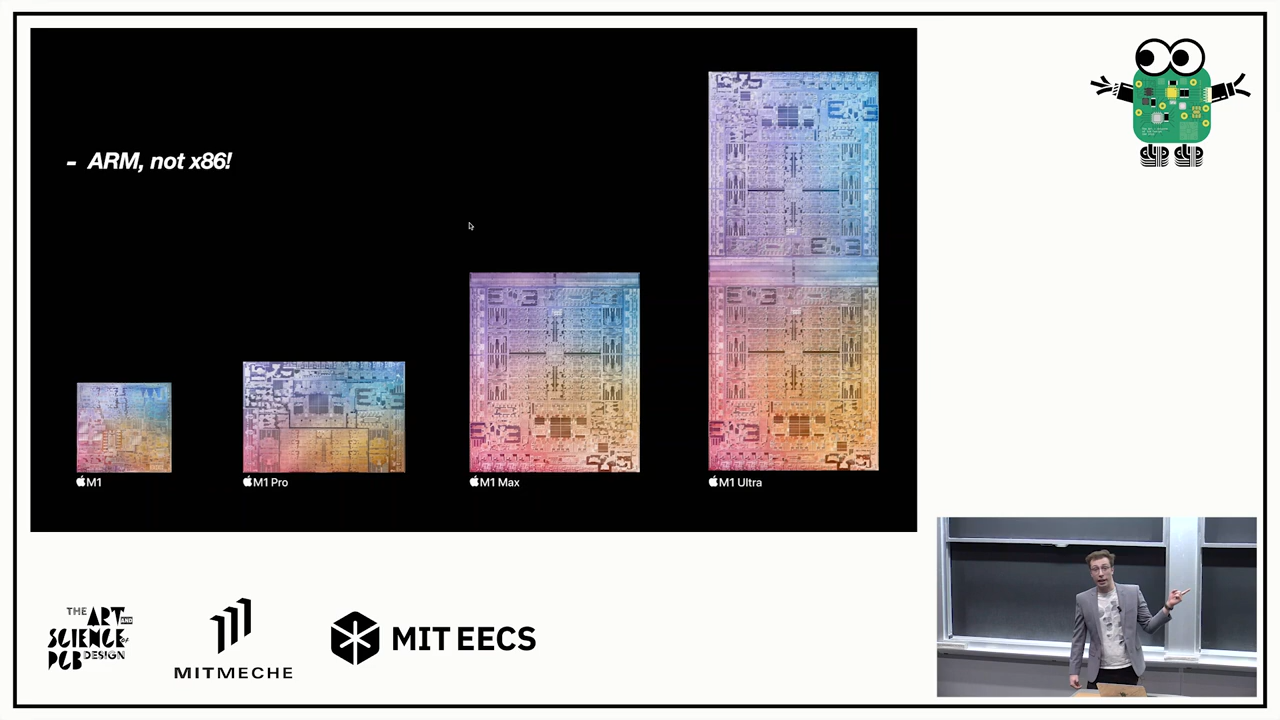 - ARM, not x86!
M1
M1 Pro
M1 Max
M1 Ultra
THE ART AND
SCIENCE OF
PCB DESIGN
MITMECHE
MIT EECS